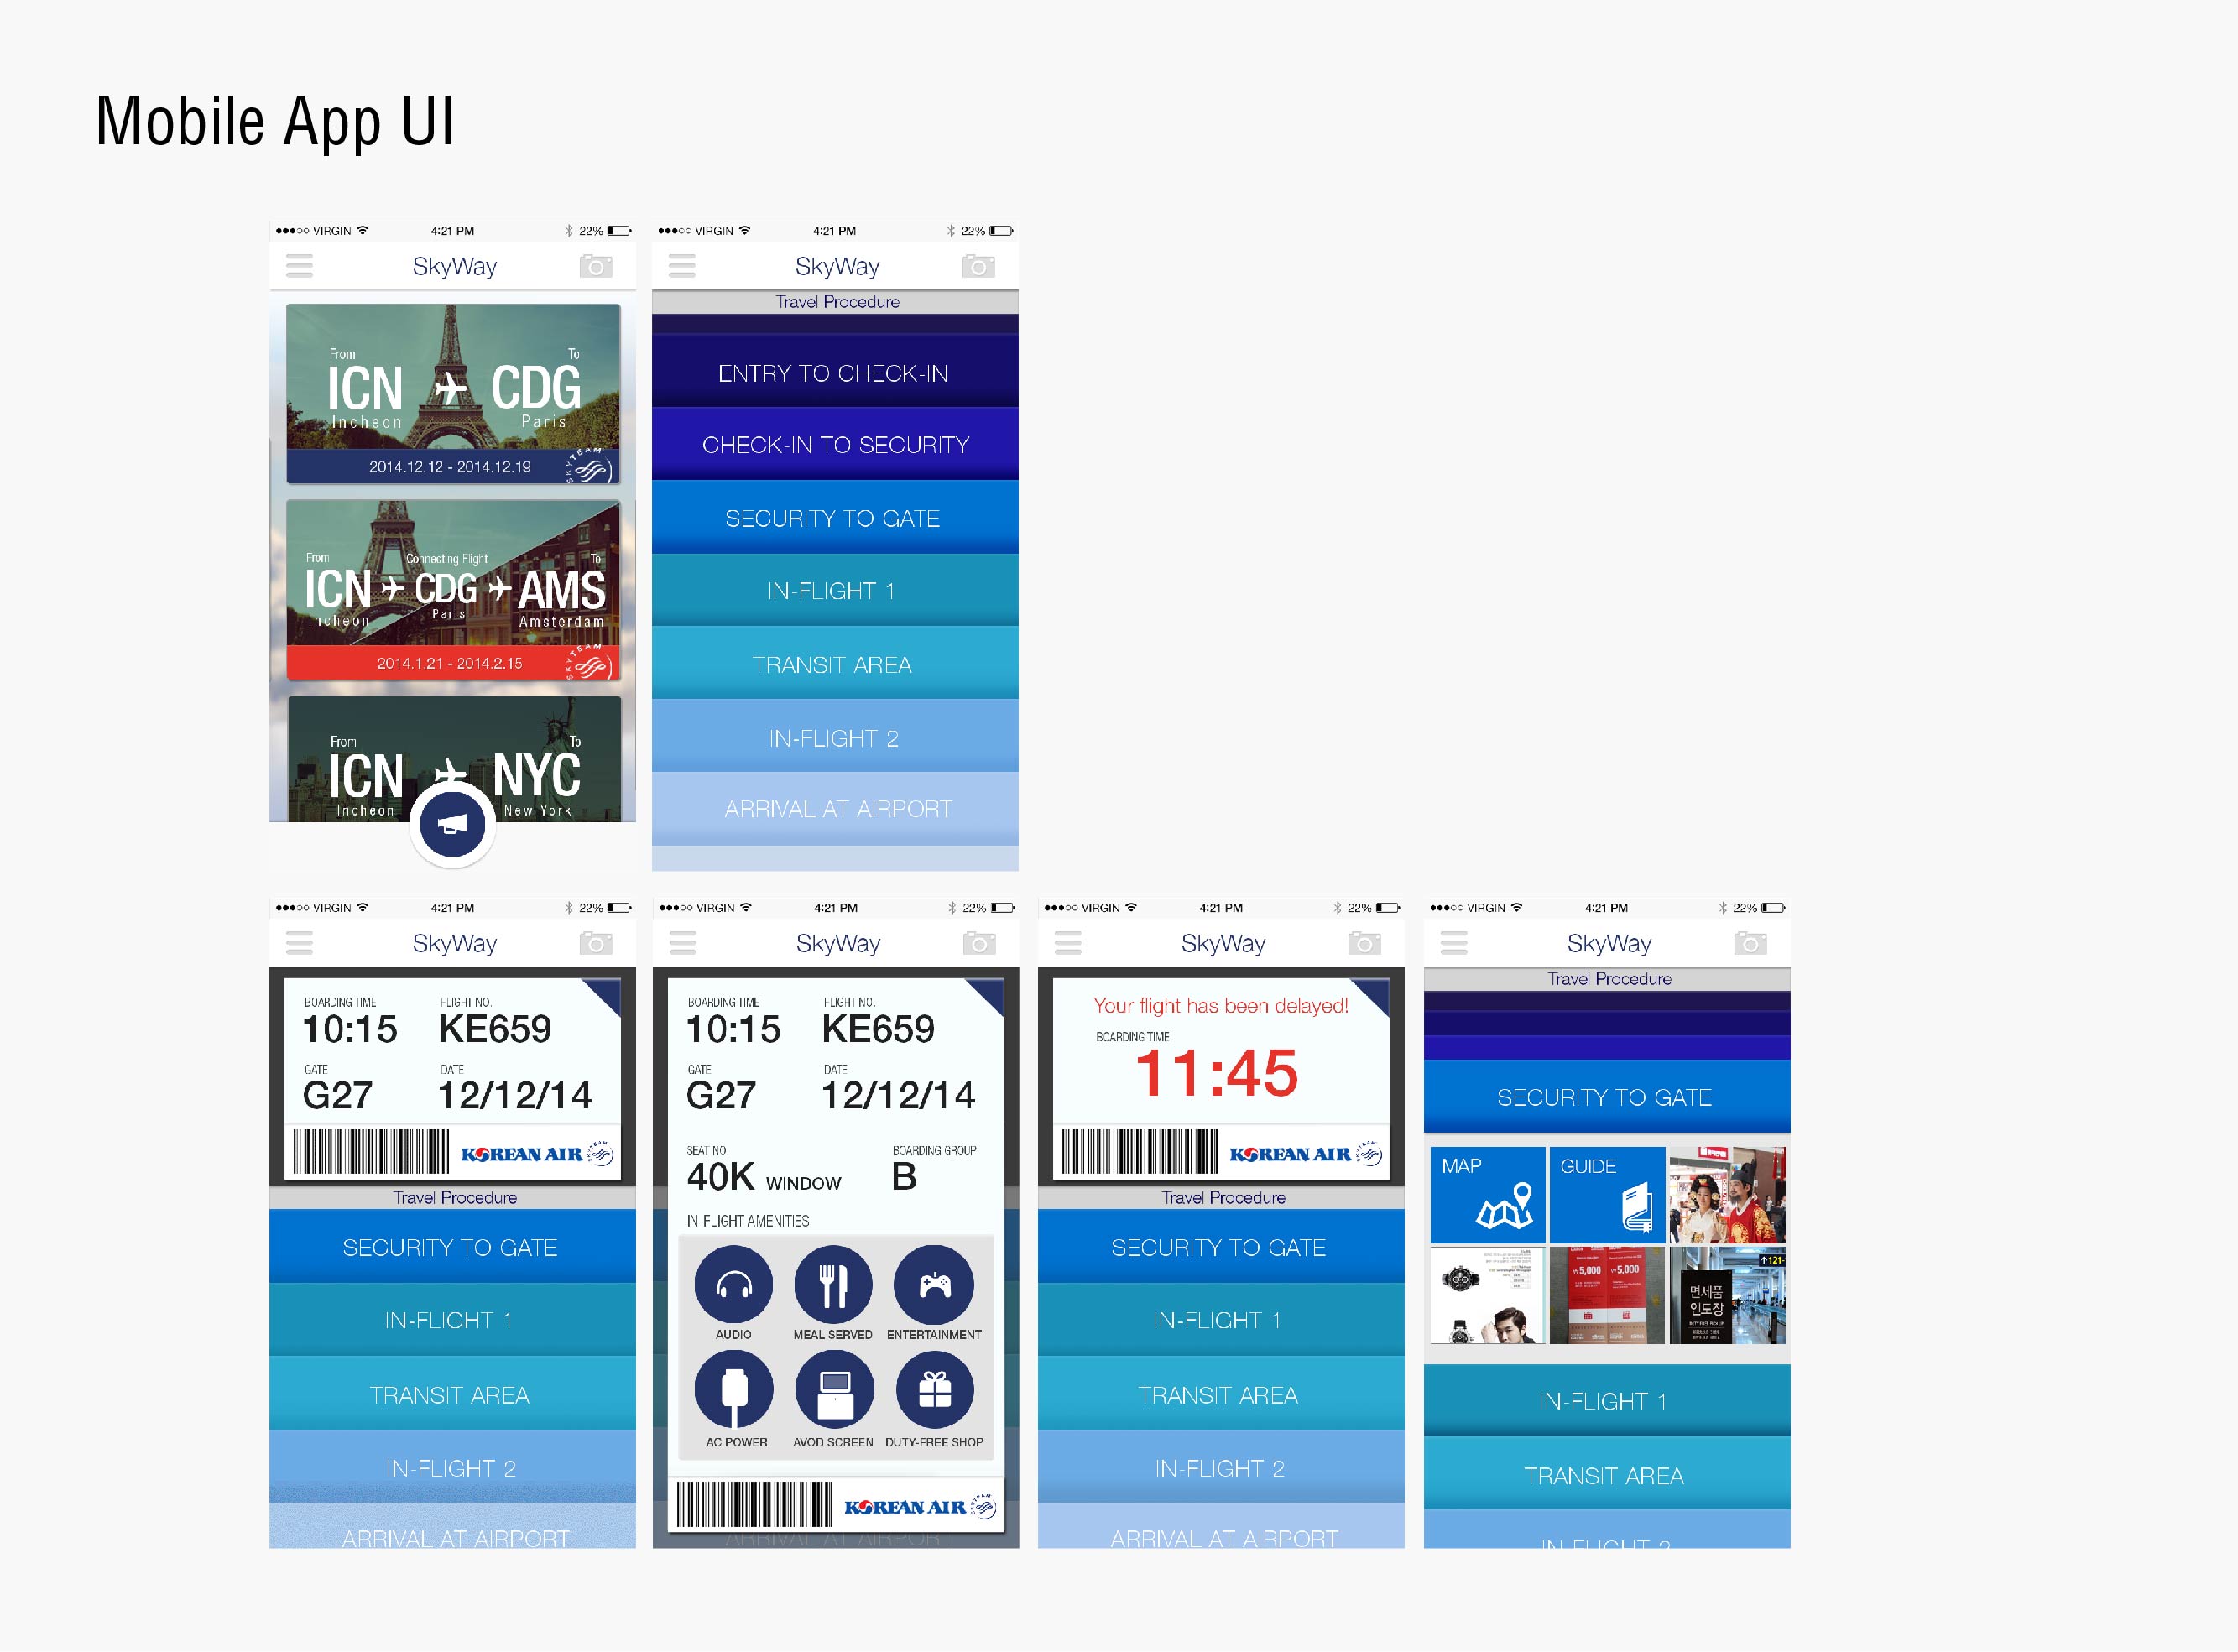 Mobile App UI
VIRGIN 4:21 PM 22%
SkyWay
From To
ICN CDG
Incheon Paris
2014.12.12 - 2014.12.19
SKYTEAM
From Connecting Flight To
ICN CDG AMS
Incheon Paris Amsterdam
2014.1.21 - 2014.2.15
SKYTEAM
From To
ICN NYC
Incheon New York
VIRGIN 4:21 PM 22%
SkyWay
Travel Procedure
ENTRY TO CHECK-IN
CHECK-IN TO SECURITY
SECURITY TO GATE
IN-FLIGHT 1
TRANSIT AREA
IN-FLIGHT 2
ARRIVAL AT AIRPORT
VIRGIN 4:21 PM 22%
SkyWay
BOARDING TIME FLIGHT NO.
10:15 KE659
GATE DATE
G27 12/12/14
KOREAN AIR SKYTEAM
Travel Procedure
SECURITY TO GATE
IN-FLIGHT 1
TRANSIT AREA
IN-FLIGHT 2
ARRIVAL AT AIRPORT
VIRGIN 4:21 PM 22%
SkyWay
BOARDING TIME FLIGHT NO.
10:15 KE659
GATE DATE
G27 12/12/14
SEAT NO. BOARDING GROUP
40K WINDOW B
IN-FLIGHT AMENITIES
AUDIO MEAL SERVED ENTERTAINMENT
AC POWER AVOD SCREEN DUTY-FREE SHOP
KOREAN AIR SKYTEAM
ARRIVAL AT AIRPORT
VIRGIN 4:21 PM 22%
SkyWay
Your flight has been delayed!
BOARDING TIME
11:45
KOREAN AIR SKYTEAM
Travel Procedure
SECURITY TO GATE
IN-FLIGHT 1
TRANSIT AREA
IN-FLIGHT 2
ARRIVAL AT AIRPORT
VIRGIN 4:21 PM 22%
SkyWay
Travel Procedure
SECURITY TO GATE
MAP GUIDE
₩5,000 ₩5,000
121
면세품
인도장
IN-FLIGHT 1
TRANSIT AREA
IN-FLIGHT 2